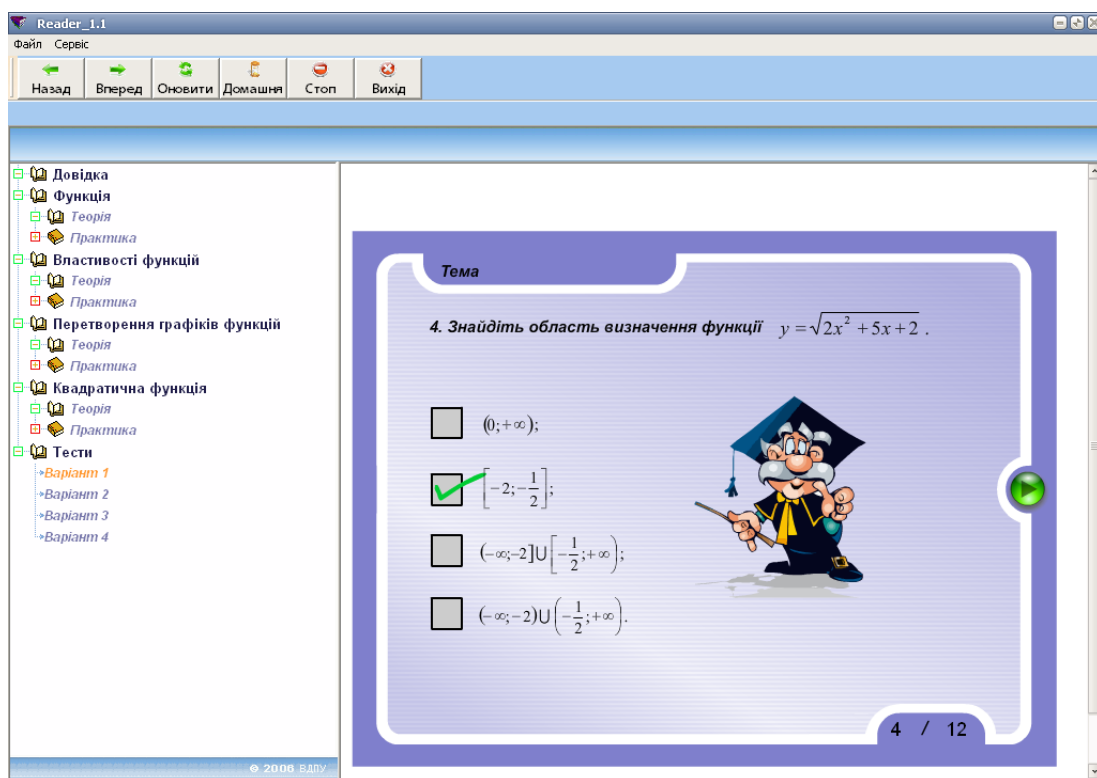 Reader_1.1
Файл Сервіс
Назад Вперед Оновити Домашня Стоп Вихід
Довідка
Функція
Теорія
Практика
Властивості функцій
Теорія
Практика
Перетворення графіків функцій
Теорія
Практика
Квадратична функція
Теорія
Практика
Тести
Варіант 1
Варіант 2
Варіант 3
Варіант 4
© 2006 ВДПУ
Тема
4. Знайдіть область визначення функції y = √(2x² + 5x + 2) .
(0;+∞);
[−2;−1/2];
(−∞;−2]∪[−1/2;+∞);
(−∞;−2)∪(−1/2;+∞).
4 / 12